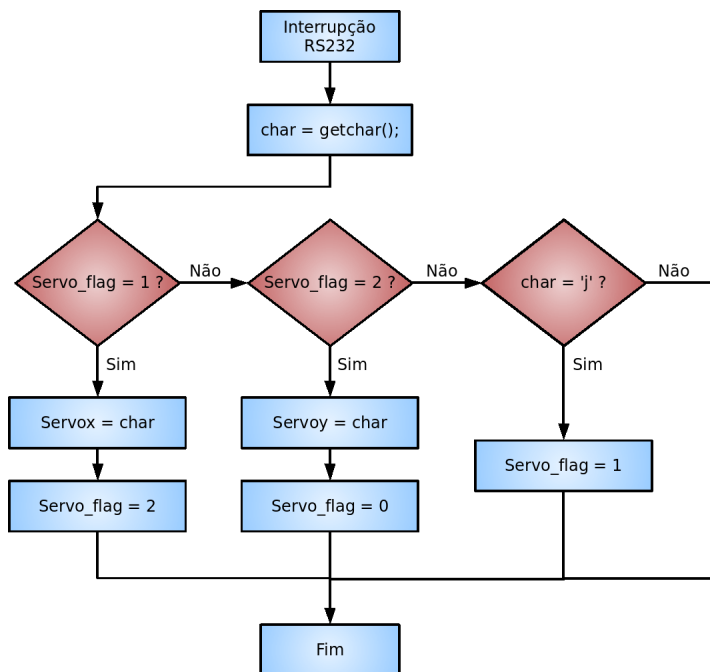 Interrupção
RS232
char = getchar();
Servo_flag = 1 ?
Não
Servo_flag = 2 ?
Não
char = 'j' ?
Não
Sim
Sim
Sim
Servox = char
Servoy = char
Servo_flag = 1
Servo_flag = 2
Servo_flag = 0
Fim